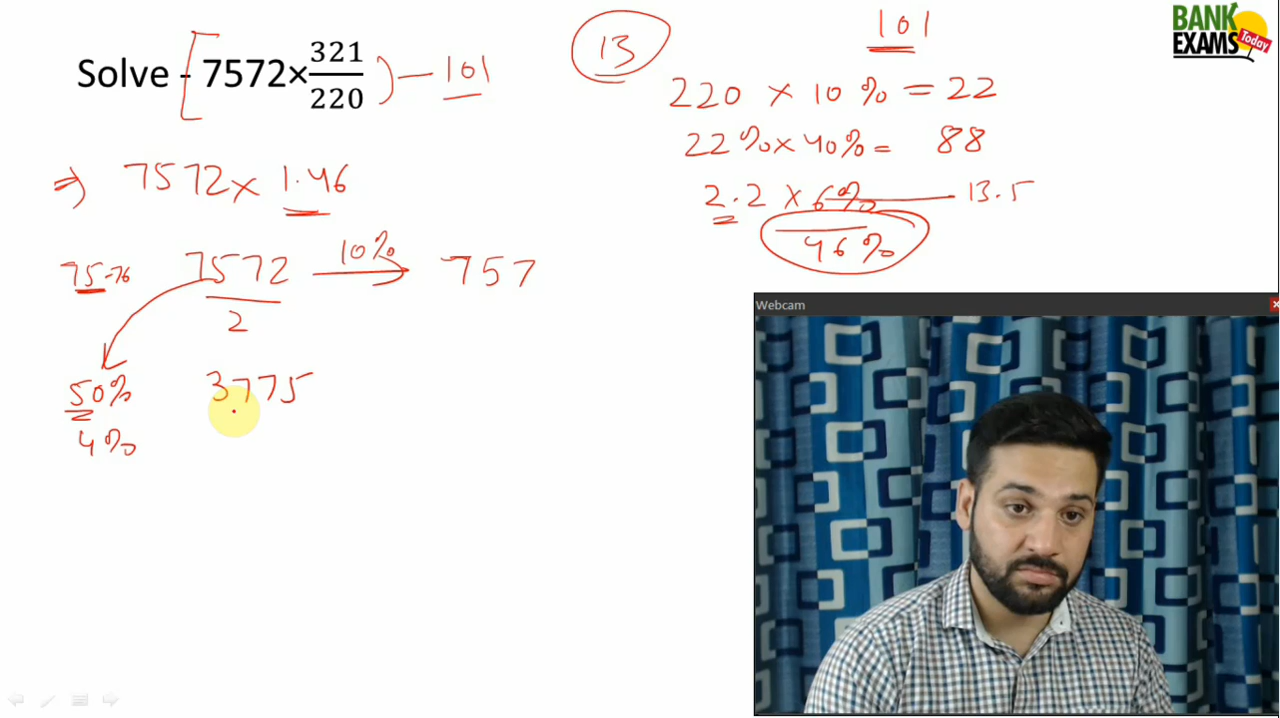 BANK
EXAMS Today
Solve - [7572×321/220) — 101
13
101
220 × 10% = 22
22%×40% = 88
2.2 × 6% — 13.5
46%
⇒ 7572× 1.46
75.76
7572/2
10%
757
50% 3775
4%
Webcam